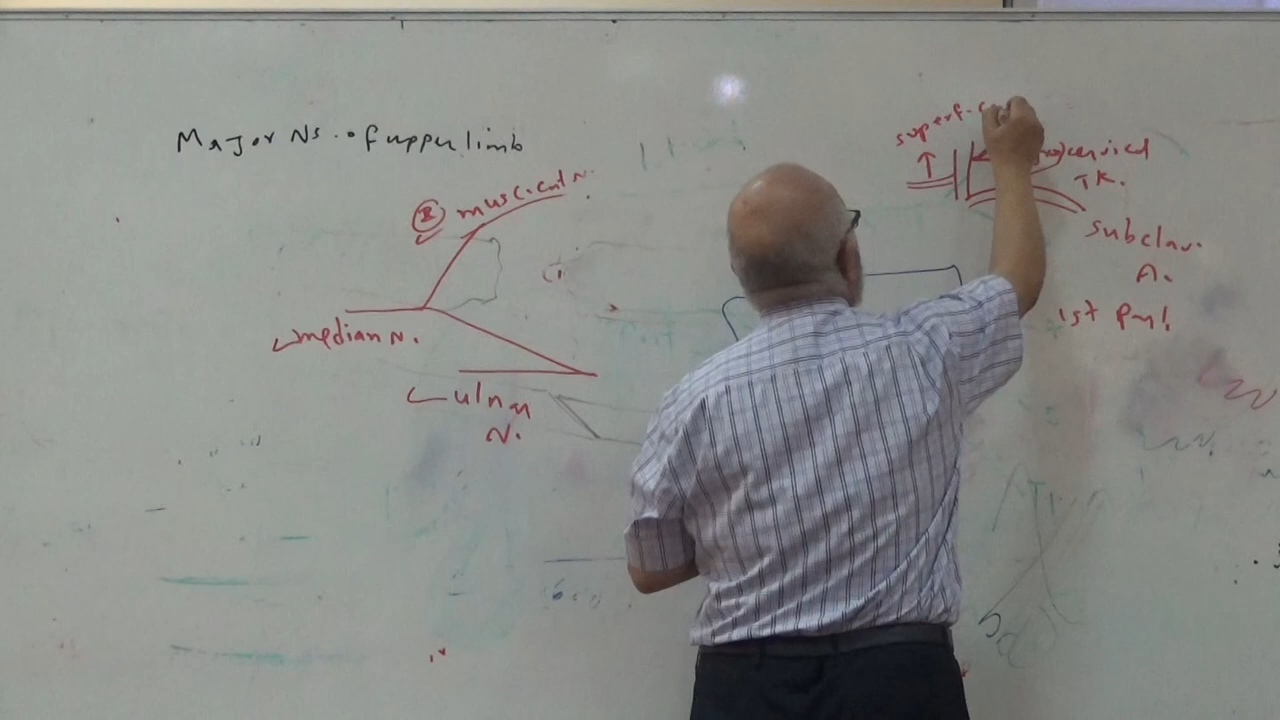 Major Ns. of upper limb
musc. cut N.
median N.
ulnar
N.
superf.
cervical
TK.
subclav.
A.
1st part